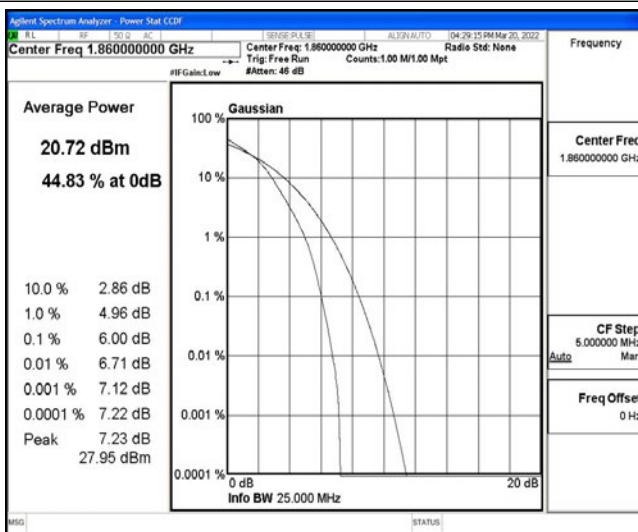 Agilent Spectrum Analyzer - Power Stat CCDF
RL RF 50 Ω AC SENSE:PULSE ALIGN AUTO 04:29:15 PM Mar 20, 2022
Center Freq 1.860000000 GHz
Center Freq: 1.860000000 GHz Radio Std: None
Trig: Free Run Counts:1.00 M/1.00 Mpt
#IFGain:Low #Atten: 46 dB
Frequency
Average Power
20.72 dBm
44.83 % at 0dB
10.0 % 2.86 dB
1.0 % 4.96 dB
0.1 % 6.00 dB
0.01 % 6.71 dB
0.001 % 7.12 dB
0.0001 % 7.22 dB
Peak 7.23 dB
27.95 dBm
Gaussian
100 %
10 %
1 %
0.1 %
0.01 %
0.001 %
0.0001 %
0 dB 20 dB
Info BW 25.000 MHz
Center Freq
1.860000000 GHz
CF Step
5.000000 MHz
Auto Man
Freq Offset
0 Hz
MSG STATUS